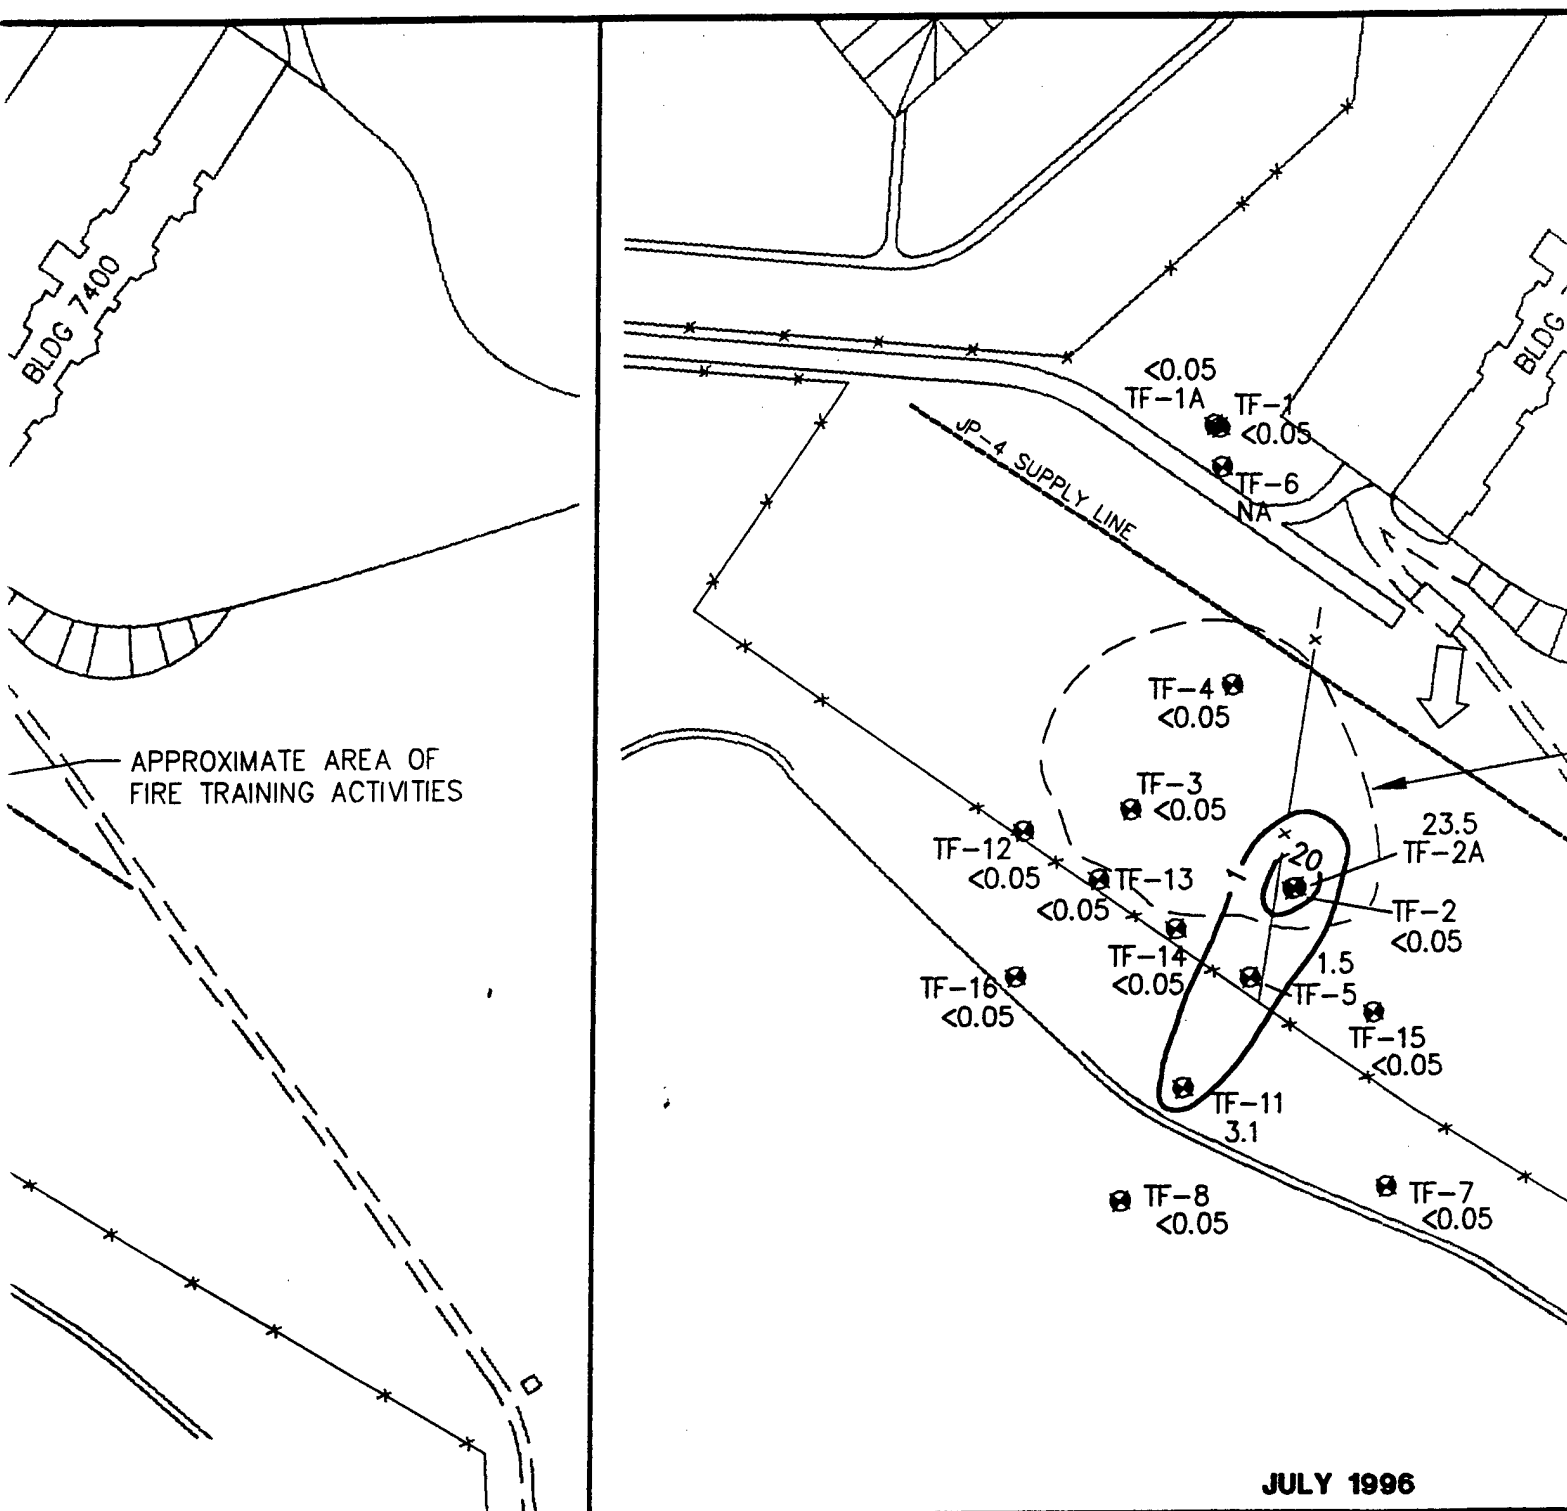 BLDG 7400
APPROXIMATE AREA OF
FIRE TRAINING ACTIVITIES
<0.05
TF-1A
TF-1
<0.05
TF-6
NA
BLDG
JP-4 SUPPLY LINE
TF-4
<0.05
TF-3
<0.05
TF-12
<0.05
TF-13
<0.05
23.5
TF-2A
20
1
TF-2
<0.05
TF-14
<0.05
1.5
TF-5
TF-16
<0.05
TF-15
<0.05
TF-11
3.1
TF-8
<0.05
TF-7
<0.05
JULY 1996